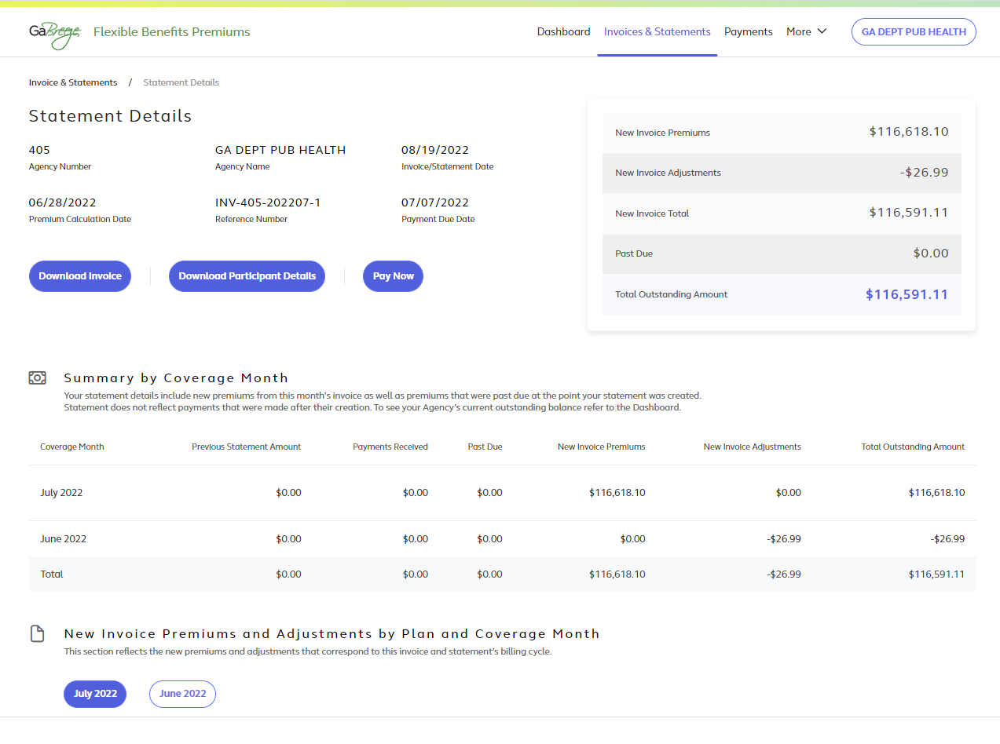 GaBreeze Flexible Benefits Premiums Dashboard Invoices & Statements Payments More GA DEPT PUB HEALTH
Invoice & Statements / Statement Details
Statement Details
405 GA DEPT PUB HEALTH 08/19/2022
Agency Number Agency Name Invoice/Statement Date
06/28/2022 INV-405-202207-1 07/07/2022
Premium Calculation Date Reference Number Payment Due Date
Download Invoice Download Participant Details Pay Now
New Invoice Premiums $116,618.10
New Invoice Adjustments -$26.99
New Invoice Total $116,591.11
Past Due $0.00
Total Outstanding Amount $116,591.11
Summary by Coverage Month
Your statement details include new premiums from this month's invoice as well as premiums that were past due at the point your statement was created.
Statement does not reflect payments that were made after their creation. To see your Agency's current outstanding balance refer to the Dashboard.
Coverage Month Previous Statement Amount Payments Received Past Due New Invoice Premiums New Invoice Adjustments Total Outstanding Amount
July 2022 $0.00 $0.00 $0.00 $116,618.10 $0.00 $116,618.10
June 2022 $0.00 $0.00 $0.00 $0.00 -$26.99 -$26.99
Total $0.00 $0.00 $0.00 $116,618.10 -$26.99 $116,591.11
New Invoice Premiums and Adjustments by Plan and Coverage Month
This section reflects the new premiums and adjustments that correspond to this invoice and statement's billing cycle.
July 2022 June 2022